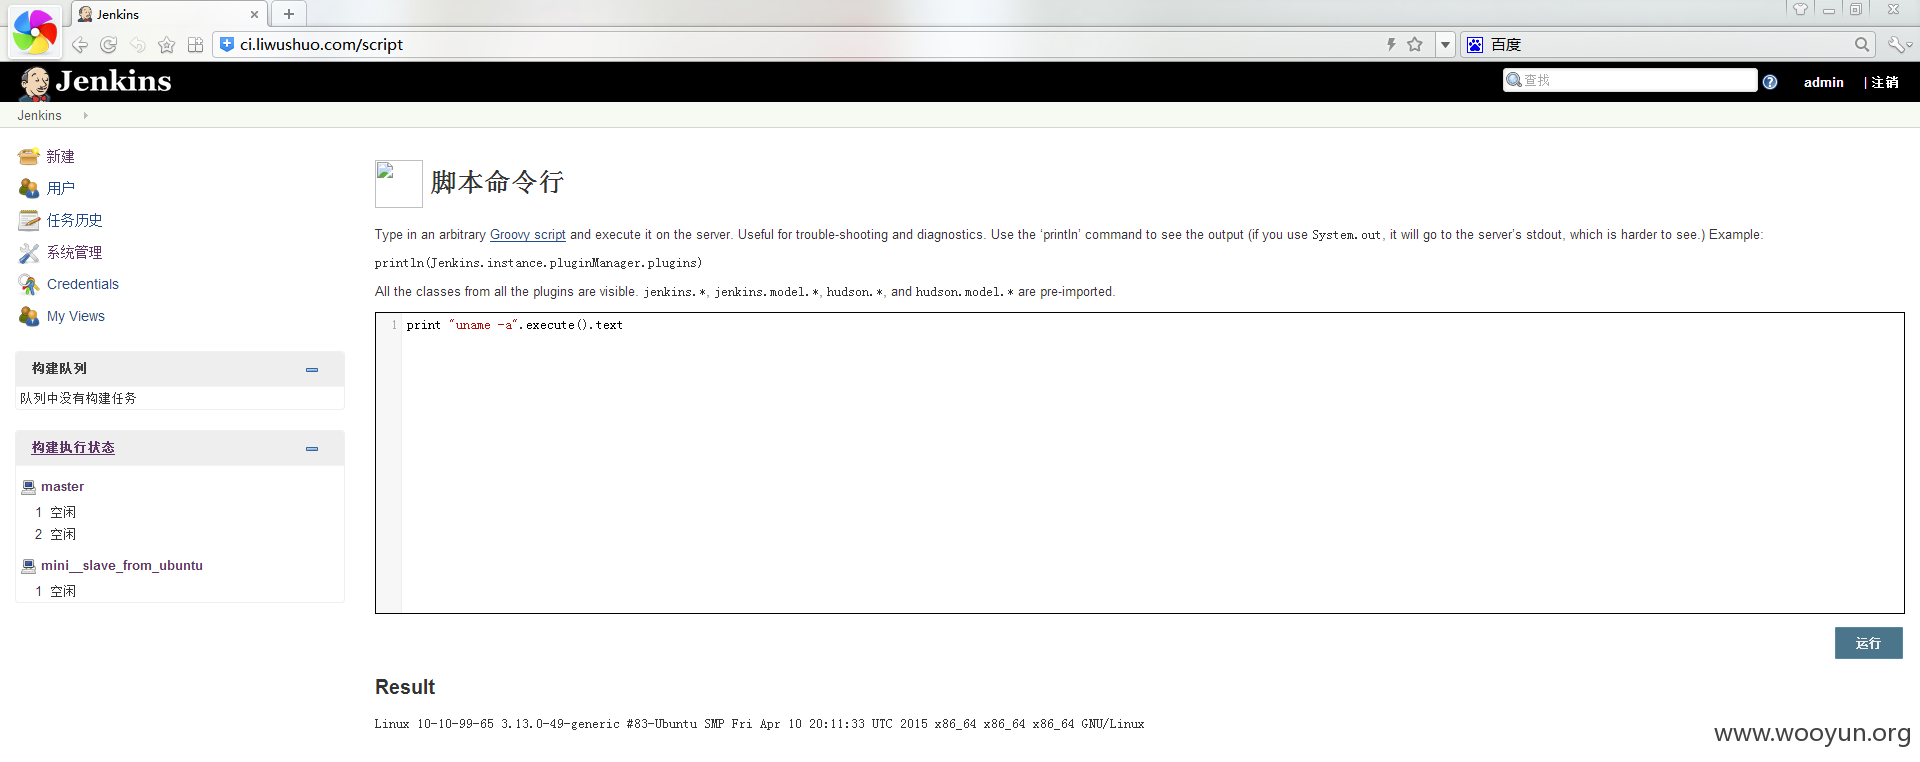 Jenkins
ci.liwushuo.com/script
百度
Jenkins
查找
admin
| 注销
Jenkins
新建
用户
任务历史
系统管理
Credentials
My Views
构建队列
队列中没有构建任务
构建执行状态
master
1 空闲
2 空闲
mini__slave_from_ubuntu
1 空闲
脚本命令行
Type in an arbitrary Groovy script and execute it on the server. Useful for trouble-shooting and diagnostics. Use the ‘println’ command to see the output (if you use System.out, it will go to the server’s stdout, which is harder to see.) Example:
println(Jenkins.instance.pluginManager.plugins)
All the classes from all the plugins are visible. jenkins.*, jenkins.model.*, hudson.*, and hudson.model.* are pre-imported.
1 print "uname -a".execute().text
运行
Result
Linux 10-10-99-65 3.13.0-49-generic #83-Ubuntu SMP Fri Apr 10 20:11:33 UTC 2015 x86_64 x86_64 x86_64 GNU/Linux
www.wooyun.org